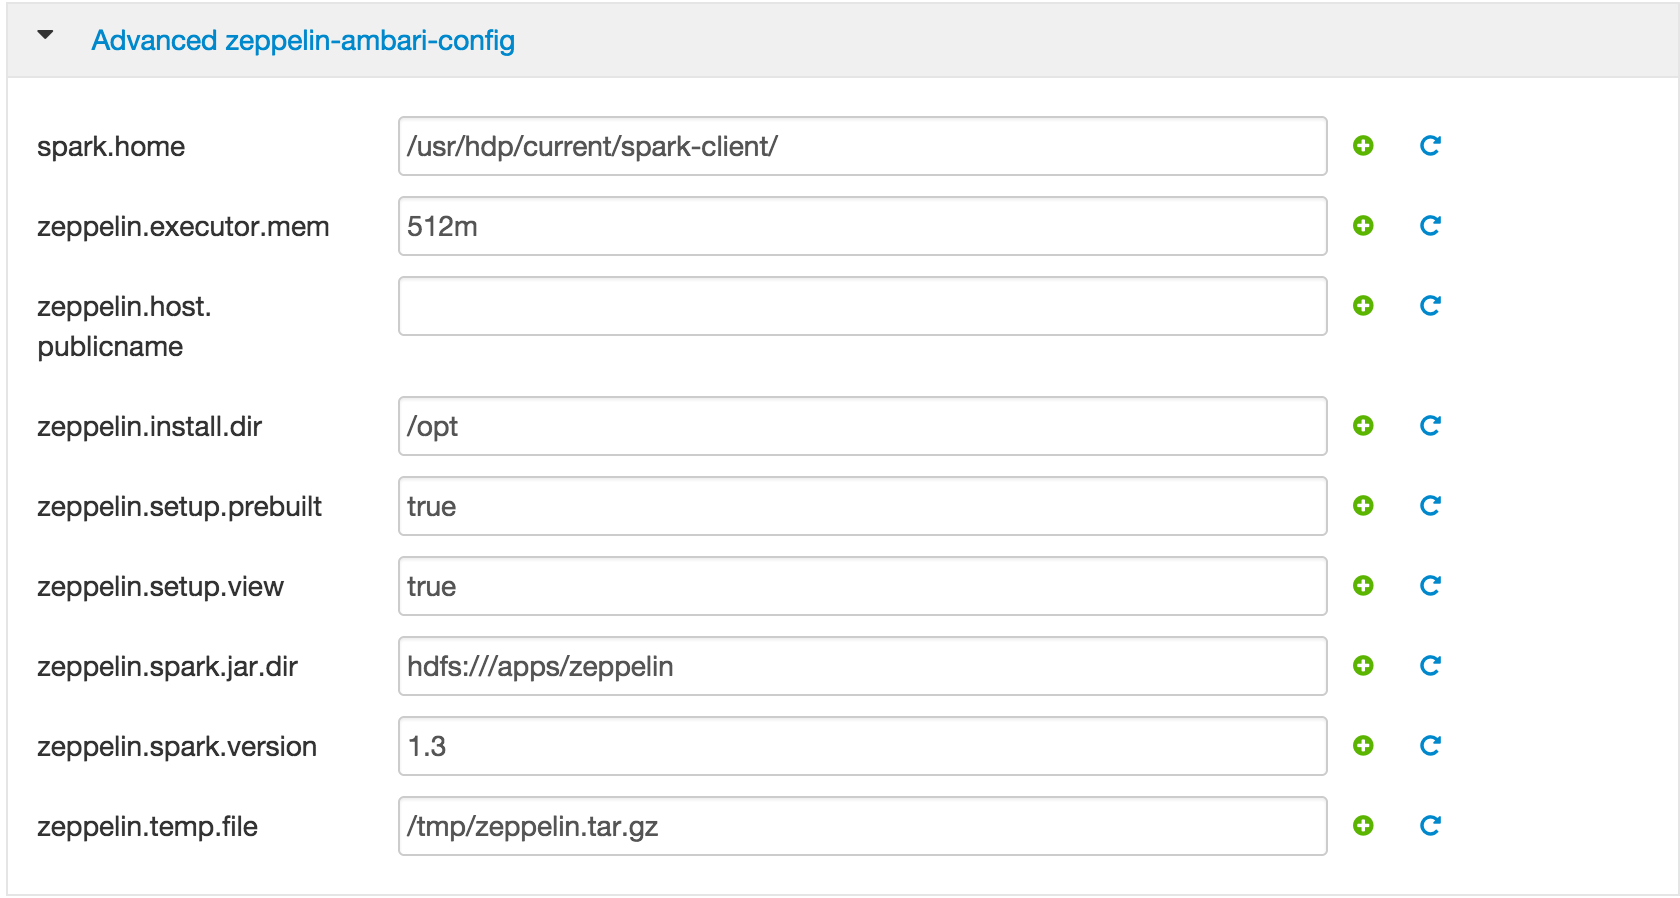 Advanced zeppelin-ambari-config
spark.home /usr/hdp/current/spark-client/
zeppelin.executor.mem 512m
zeppelin.host.
publicname
zeppelin.install.dir /opt
zeppelin.setup.prebuilt true
zeppelin.setup.view true
zeppelin.spark.jar.dir hdfs:///apps/zeppelin
zeppelin.spark.version 1.3
zeppelin.temp.file /tmp/zeppelin.tar.gz